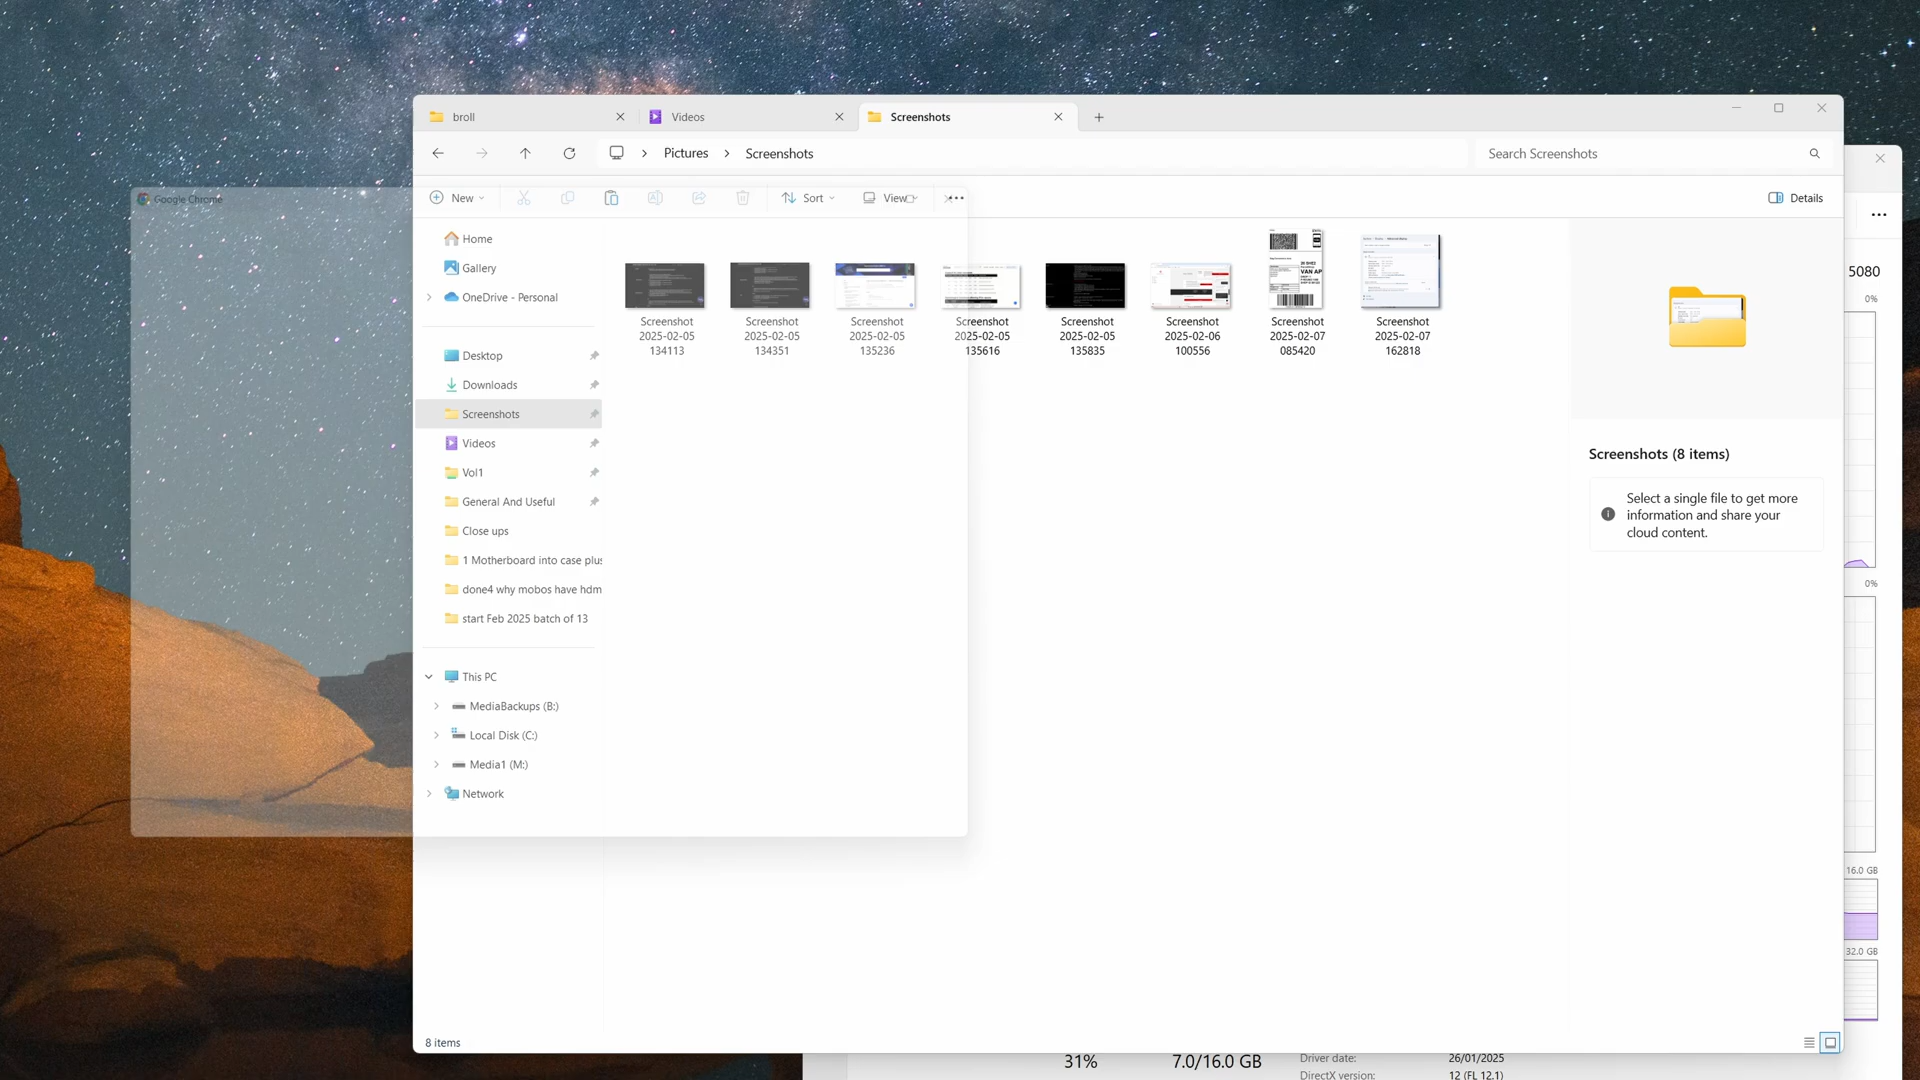 broll
Videos
Screenshots
Pictures
Screenshots
Search Screenshots
Google Chrome
New
Sort
View
Details
Home
Gallery
OneDrive - Personal
Desktop
Downloads
Screenshots
Videos
Vol1
General And Useful
Close ups
1 Motherboard into case plus
done4 why mobos have hdm
start Feb 2025 batch of 13
This PC
MediaBackups (B:)
Local Disk (C:)
Media1 (M:)
Network
Screenshot
2025-02-05
134113
Screenshot
2025-02-05
134351
Screenshot
2025-02-05
135236
Screenshot
2025-02-05
135616
Screenshot
2025-02-05
135835
Screenshot
2025-02-06
100556
Screenshot
2025-02-07
085420
Screenshot
2025-02-07
162818
VAN AP
Screenshots (8 items)
Select a single file to get more
information and share your
cloud content.
5080
0%
0%
16.0 GB
32.0 GB
8 items
31%
7.0/16.0 GB
Driver date:
26/01/2025
DirectX version:
12 (FL 12.1)